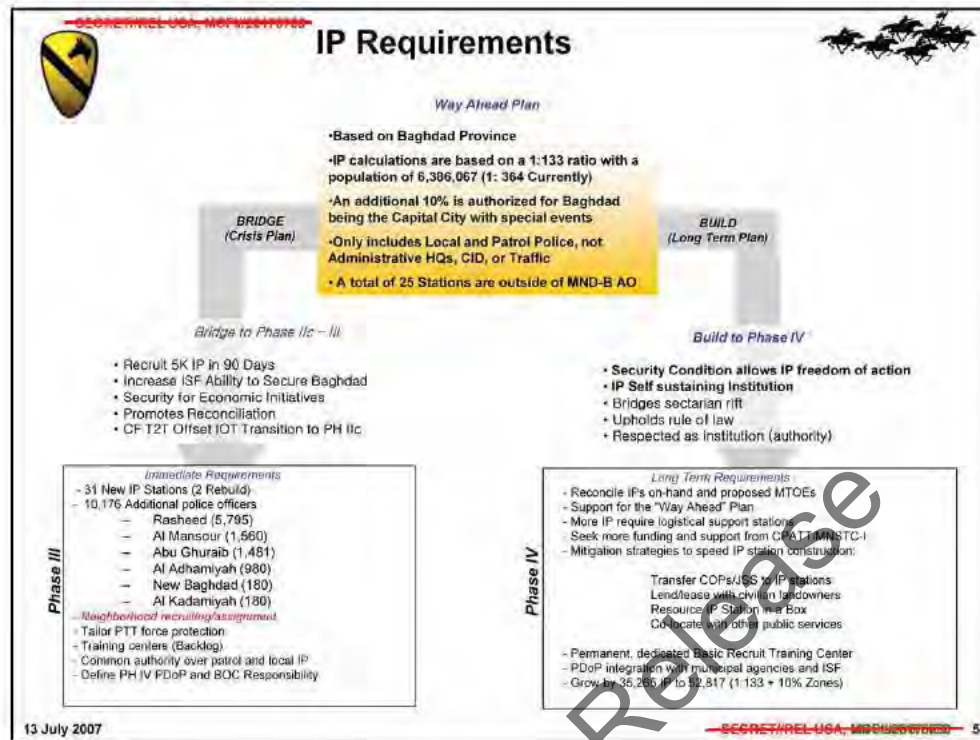 SECRET//REL USA, MCFI//20170703
IP Requirements
Way Ahead Plan
•Based on Baghdad Province
•IP calculations are based on a 1:133 ratio with a
population of 6,386,067 (1: 364 Currently)
•An additional 10% is authorized for Baghdad
being the Capital City with special events
•Only includes Local and Patrol Police, not
Administrative HQs, CID, or Traffic
• A total of 25 Stations are outside of MND-B AO
BRIDGE
(Crisis Plan)
BUILD
(Long Term Plan)
Bridge to Phase IIc – III
• Recruit 5K IP in 90 Days
• Increase ISF Ability to Secure Baghdad
• Security for Economic Initiatives
• Promotes Reconciliation
• CF T2T Offset IOT Transition to PH IIc
Build to Phase IV
• Security Condition allows IP freedom of action
• IP Self sustaining Institution
• Bridges sectarian rift
• Upholds rule of law
• Respected as institution (authority)
Phase III
Immediate Requirements
- 31 New IP Stations (2 Rebuild)
- 10,176 Additional police officers
– Rasheed (5,795)
– Al Mansour (1,560)
– Abu Ghuraib (1,481)
– Al Adhamiyah (980)
– New Baghdad (180)
– Al Kadamiyah (180)
- Neighborhood recruiting/assignment
- Tailor PTT force protection
- Training centers (Backlog)
- Common authority over patrol and local IP
- Define PH IV PDoP and BOC Responsibility
Phase IV
Long Term Requirements
- Reconcile IPs on-hand and proposed MTOEs
- Support for the "Way Ahead" Plan
- More IP require logistical support stations
- Seek more funding and support from CPATT/MNSTC-I
- Mitigation strategies to speed IP station construction:
Transfer COPs/JSS to IP stations
Lend/lease with civilian landowners
Resource IP Station in a Box
Co-locate with other public services
- Permanent, dedicated Basic Recruit Training Center
- PDoP integration with municipal agencies and ISF
- Grow by 35,265 IP to 52,817 (1:133 + 10% Zones)
Release
13 July 2007
SECRET//REL USA,
5